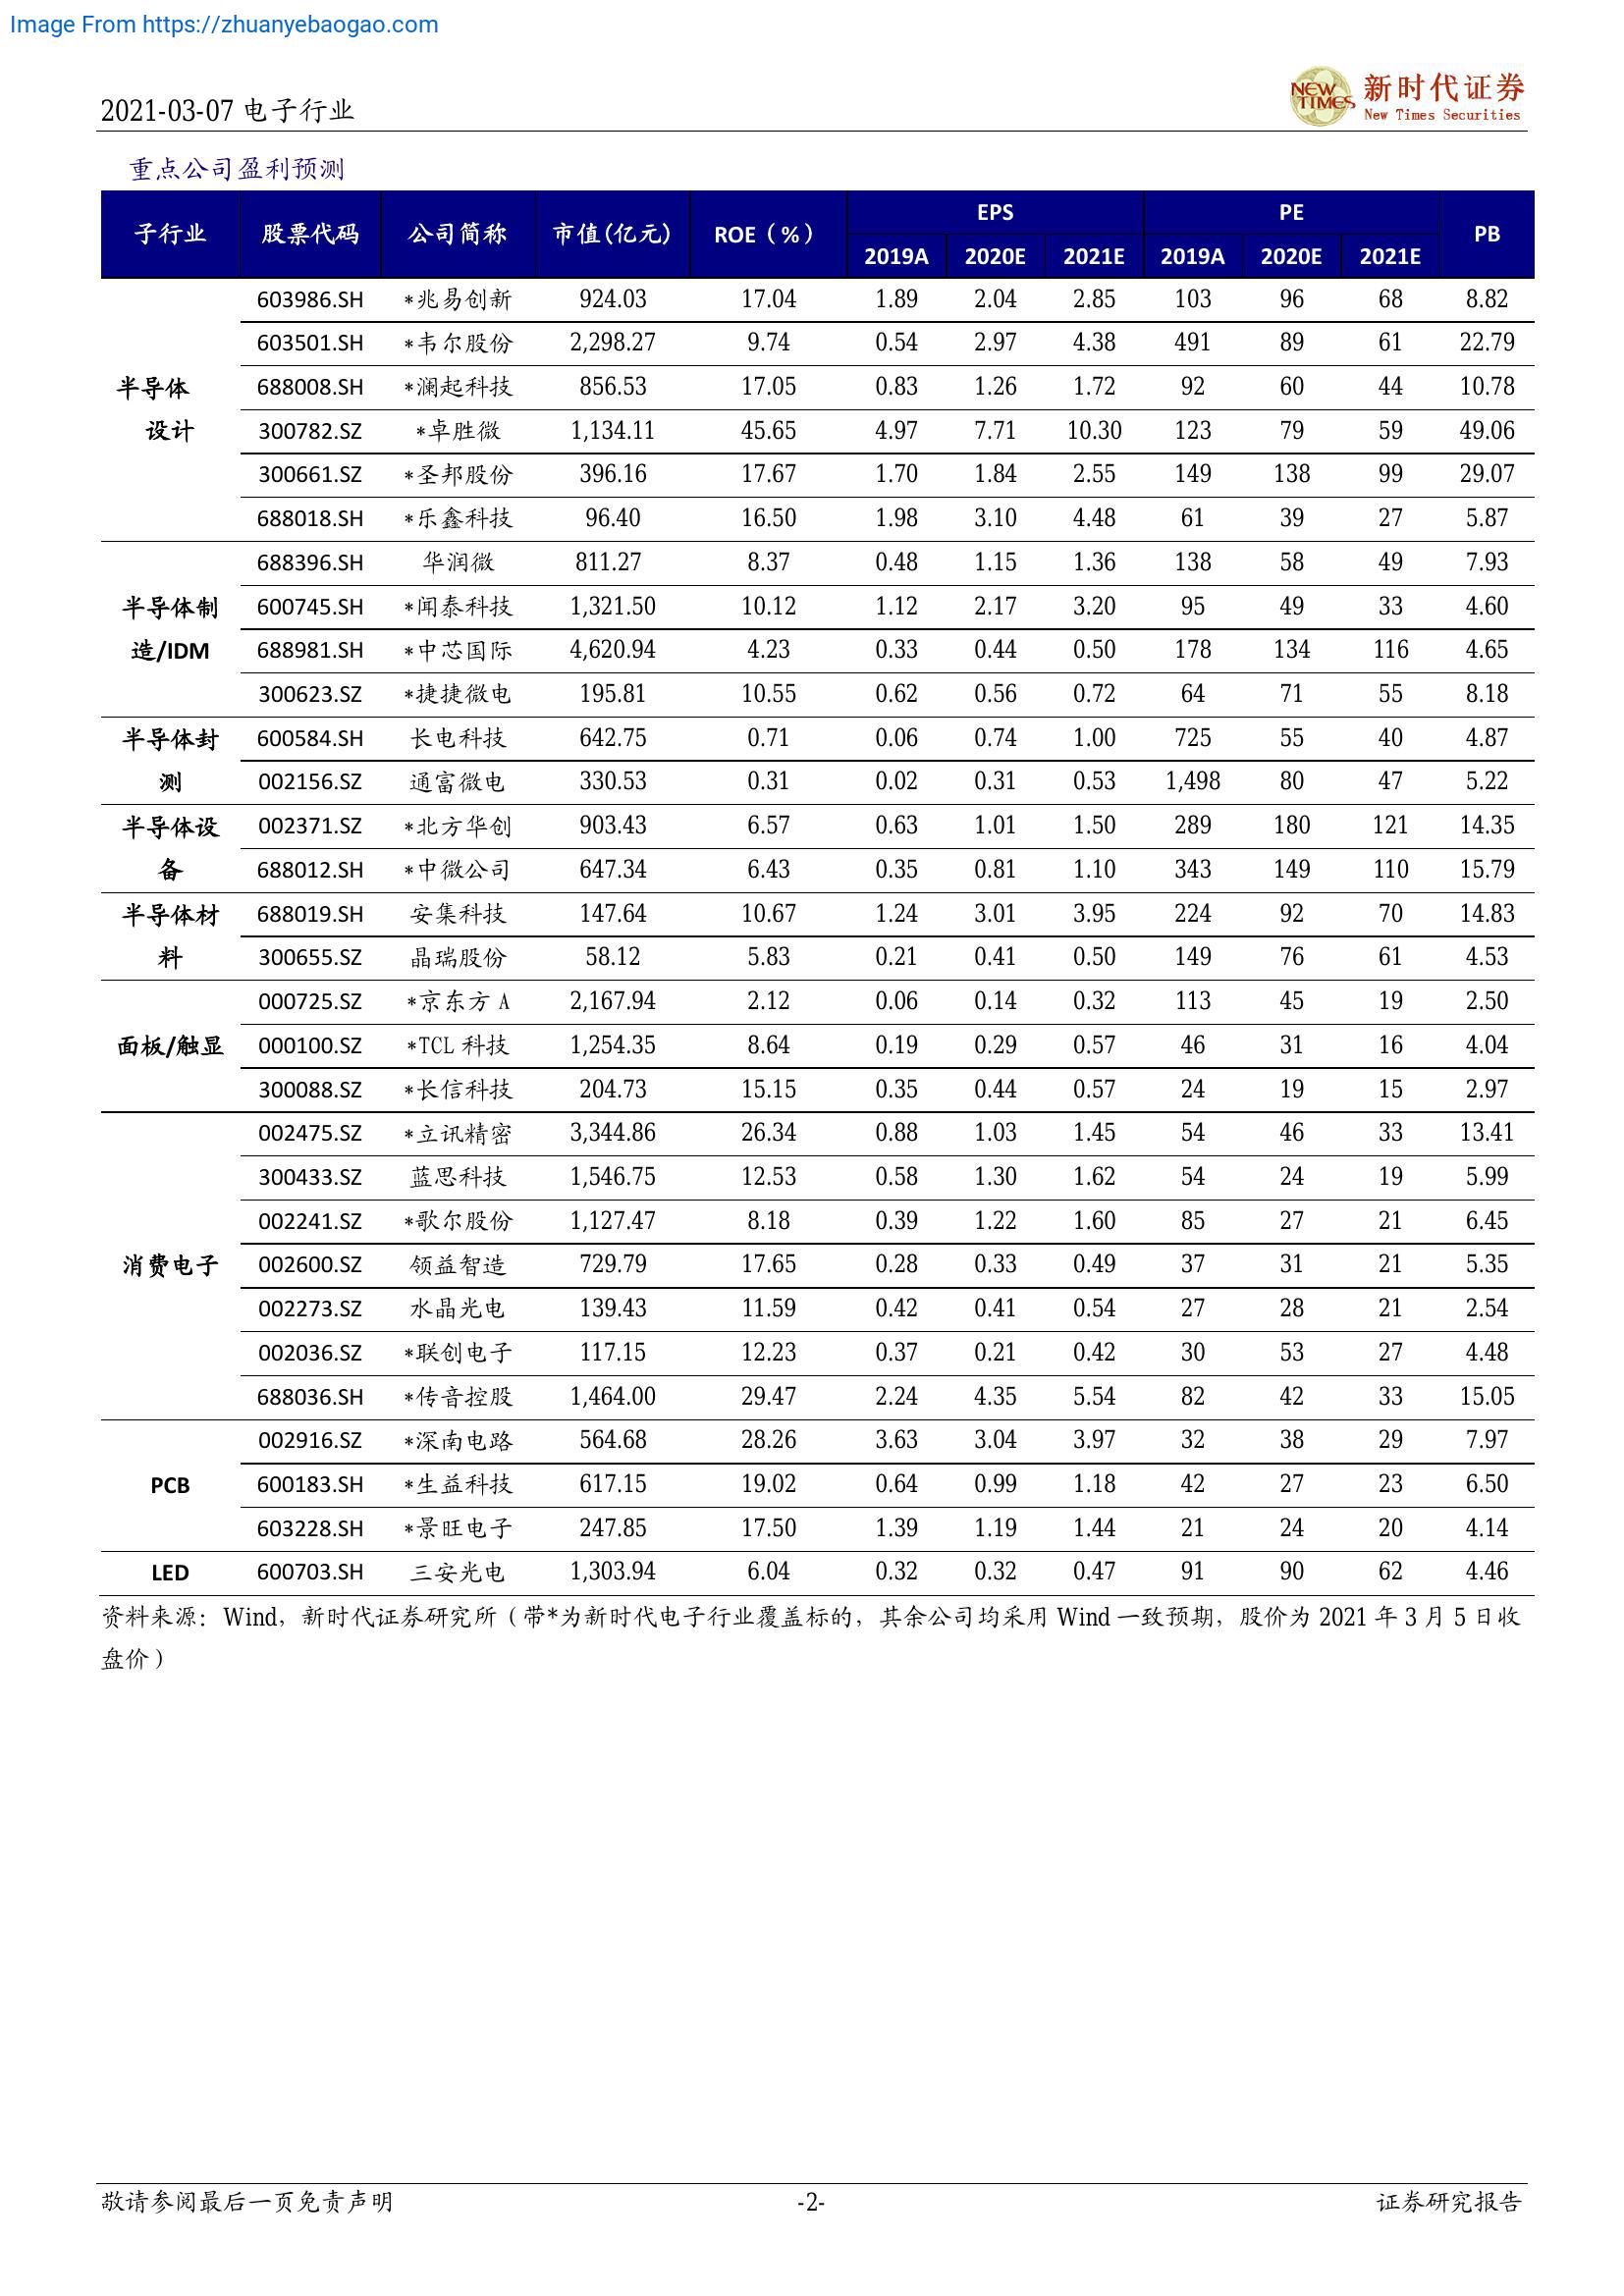 Image From https://zhuanyebaogao.com
2021-03-07 电子行业
NEW TIMES 新时代证券
New Times Securities
重点公司盈利预测
子行业 股票代码 公司简称 市值(亿元) ROE（%） EPS PE PB
2019A 2020E 2021E 2019A 2020E 2021E
半导体设计 603986.SH *兆易创新 924.03 17.04 1.89 2.04 2.85 103 96 68 8.82
603501.SH *韦尔股份 2,298.27 9.74 0.54 2.97 4.38 491 89 61 22.79
688008.SH *澜起科技 856.53 17.05 0.83 1.26 1.72 92 60 44 10.78
300782.SZ *卓胜微 1,134.11 45.65 4.97 7.71 10.30 123 79 59 49.06
300661.SZ *圣邦股份 396.16 17.67 1.70 1.84 2.55 149 138 99 29.07
688018.SH *乐鑫科技 96.40 16.50 1.98 3.10 4.48 61 39 27 5.87
半导体制造/IDM 688396.SH 华润微 811.27 8.37 0.48 1.15 1.36 138 58 49 7.93
600745.SH *闻泰科技 1,321.50 10.12 1.12 2.17 3.20 95 49 33 4.60
688981.SH *中芯国际 4,620.94 4.23 0.33 0.44 0.50 178 134 116 4.65
300623.SZ *捷捷微电 195.81 10.55 0.62 0.56 0.72 64 71 55 8.18
半导体封测 600584.SH 长电科技 642.75 0.71 0.06 0.74 1.00 725 55 40 4.87
002156.SZ 通富微电 330.53 0.31 0.02 0.31 0.53 1,498 80 47 5.22
半导体设备 002371.SZ *北方华创 903.43 6.57 0.63 1.01 1.50 289 180 121 14.35
688012.SH *中微公司 647.34 6.43 0.35 0.81 1.10 343 149 110 15.79
半导体材料 688019.SH 安集科技 147.64 10.67 1.24 3.01 3.95 224 92 70 14.83
300655.SZ 晶瑞股份 58.12 5.83 0.21 0.41 0.50 149 76 61 4.53
面板/触显 000725.SZ *京东方 A 2,167.94 2.12 0.06 0.14 0.32 113 45 19 2.50
000100.SZ *TCL 科技 1,254.35 8.64 0.19 0.29 0.57 46 31 16 4.04
300088.SZ *长信科技 204.73 15.15 0.35 0.44 0.57 24 19 15 2.97
消费电子 002475.SZ *立讯精密 3,344.86 26.34 0.88 1.03 1.45 54 46 33 13.41
300433.SZ 蓝思科技 1,546.75 12.53 0.58 1.30 1.62 54 24 19 5.99
002241.SZ *歌尔股份 1,127.47 8.18 0.39 1.22 1.60 85 27 21 6.45
002600.SZ 领益智造 729.79 17.65 0.28 0.33 0.49 37 31 21 5.35
002273.SZ 水晶光电 139.43 11.59 0.42 0.41 0.54 27 28 21 2.54
002036.SZ *联创电子 117.15 12.23 0.37 0.21 0.42 30 53 27 4.48
688036.SH *传音控股 1,464.00 29.47 2.24 4.35 5.54 82 42 33 15.05
PCB 002916.SZ *深南电路 564.68 28.26 3.63 3.04 3.97 32 38 29 7.97
600183.SH *生益科技 617.15 19.02 0.64 0.99 1.18 42 27 23 6.50
603228.SH *景旺电子 247.85 17.50 1.39 1.19 1.44 21 24 20 4.14
LED 600703.SH 三安光电 1,303.94 6.04 0.32 0.32 0.47 91 90 62 4.46
资料来源：Wind，新时代证券研究所（带*为新时代电子行业覆盖标的，其余公司均采用 Wind 一致预期，股价为 2021 年 3 月 5 日收
盘价）
敬请参阅最后一页免责声明 -2- 证券研究报告